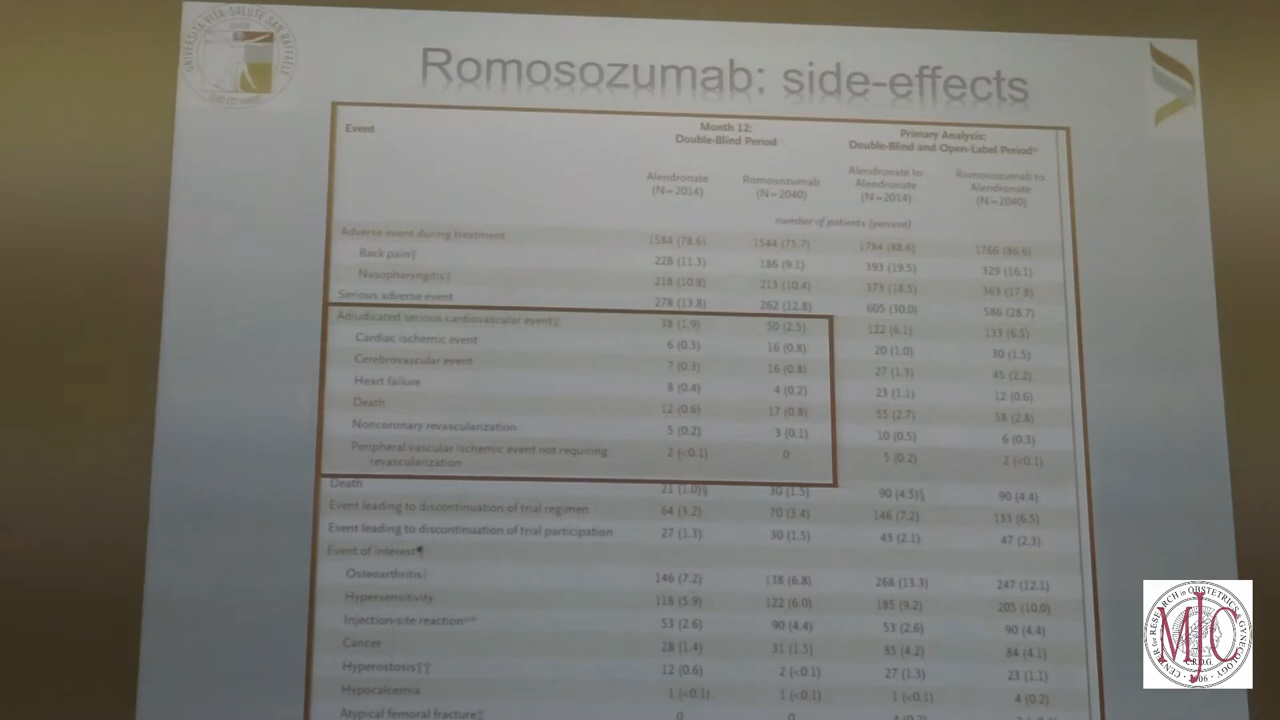 UNIVERSITÀ VITA-SALUTE SAN RAFFAELE
Romosozumab: side-effects
Event
Month 12:
Double-Blind Period
Primary Analysis:
Double-Blind and Open-Label Period*
Alendronate
(N=2014)
Romosozumab
(N=2040)
Alendronate to
Alendronate
(N=2014)
Romosozumab to
Alendronate
(N=2040)
number of patients (percent)
Adverse event during treatment 1584 (78.6) 1544 (75.7) 1784 (88.6) 1766 (86.6)
Back pain† 228 (11.3) 186 (9.1) 393 (19.5) 329 (16.1)
Nasopharyngitis† 218 (10.8) 213 (10.4) 373 (18.5) 363 (17.8)
Serious adverse event 278 (13.8) 262 (12.8) 605 (30.0) 586 (28.7)
Adjudicated serious cardiovascular event‡ 38 (1.9) 50 (2.5) 122 (6.1) 133 (6.5)
Cardiac ischemic event 6 (0.3) 16 (0.8) 20 (1.0) 30 (1.5)
Cerebrovascular event 7 (0.3) 16 (0.8) 27 (1.3) 45 (2.2)
Heart failure 8 (0.4) 4 (0.2) 23 (1.1) 12 (0.6)
Death 12 (0.6) 17 (0.8) 55 (2.7) 58 (2.8)
Noncoronary revascularization 5 (0.2) 3 (0.1) 10 (0.5) 6 (0.3)
Peripheral vascular ischemic event not requiring
revascularization 2 (<0.1) 0 5 (0.2) 2 (<0.1)
Death 21 (1.0)§ 30 (1.5) 90 (4.5)§ 90 (4.4)
Event leading to discontinuation of trial regimen 64 (3.2) 70 (3.4) 146 (7.2) 133 (6.5)
Event leading to discontinuation of trial participation 27 (1.3) 30 (1.5) 43 (2.1) 47 (2.3)
Event of interest¶
Osteoarthritis 146 (7.2) 138 (6.8) 268 (13.3) 247 (12.1)
Hypersensitivity 118 (5.9) 122 (6.0) 185 (9.2) 205 (10.0)
Injection-site reaction** 53 (2.6) 90 (4.4) 53 (2.6) 90 (4.4)
Cancer 28 (1.4) 31 (1.5) 85 (4.2) 84 (4.1)
Hyperostosis†† 12 (0.6) 2 (<0.1) 27 (1.3) 23 (1.1)
Hypocalcemia 1 (<0.1) 1 (<0.1) 1 (<0.1) 4 (0.2)
Atypical femoral fracture‡ 0 0
CENTER for RESEARCH in OBSTETRICS GYNECOLOGY
MJC
C.R.O.G.
2006